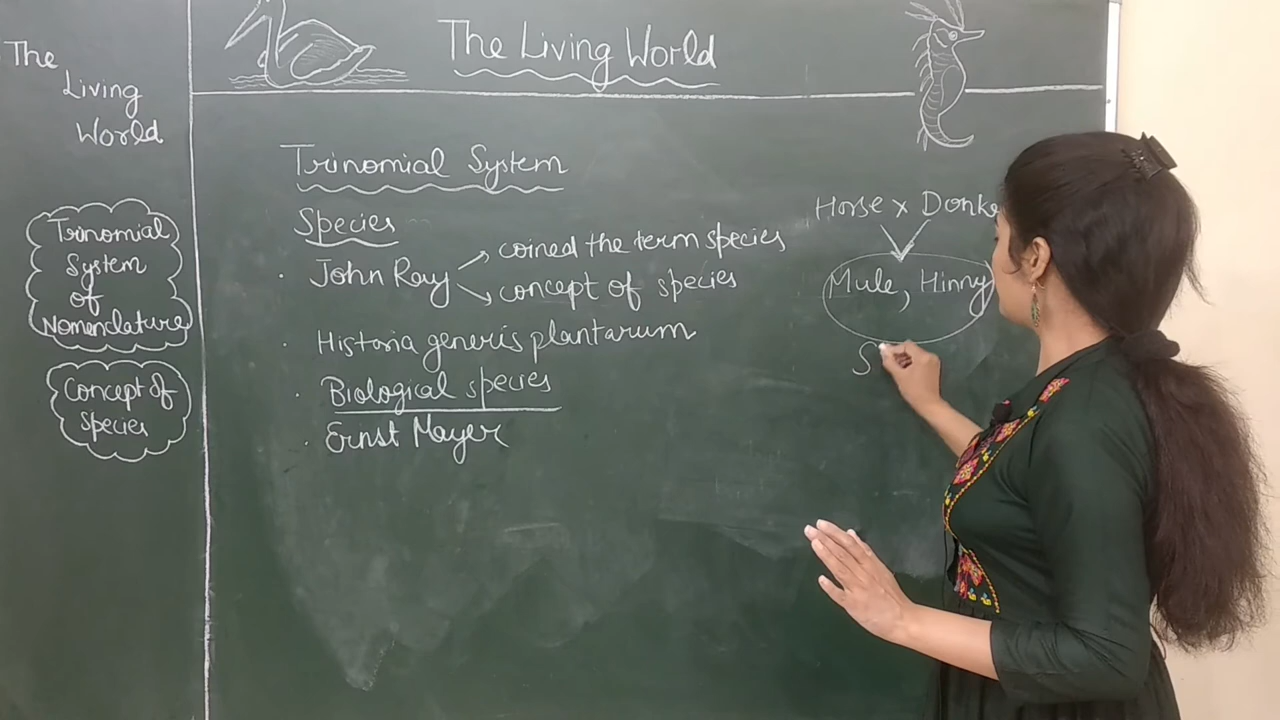 The
Living
World
The Living World
Trinomial
System
of
Nomenclature
Concept of
Species
Trinomial System
Species
· John Ray → coined the term species
→ concept of species
· Historia generis plantarum
· Biological species
· Ernst Mayer
Horse x Donke
Mule, Hinny
S